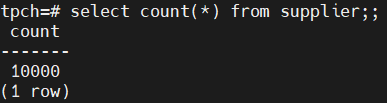 tpch=# select count(*) from supplier;;
count
-------
10000
(1 row)